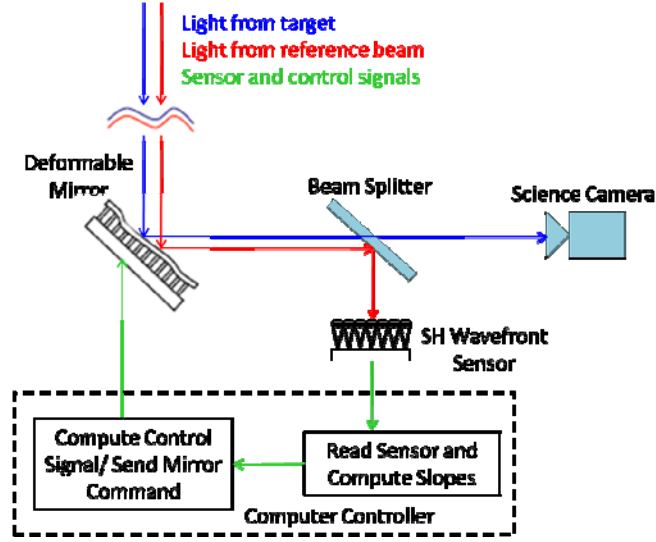 Light from target
Light from reference beam
Sensor and control signals
Deformable
Mirror
Beam Splitter
Science Camera
SH Wavefront
Sensor
Compute Control
Signal/ Send Mirror
Command
Read Sensor and
Compute Slopes
Computer Controller